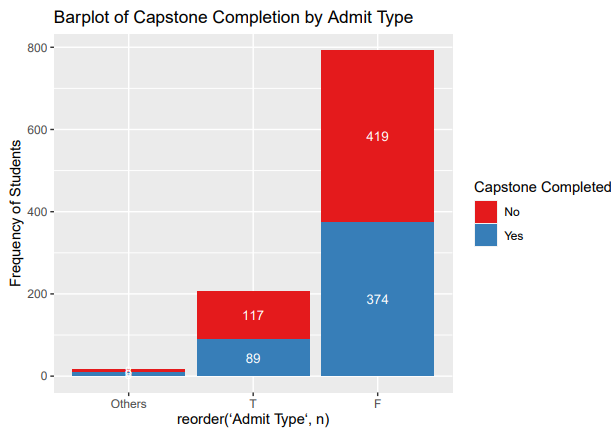 Barplot of Capstone Completion by Admit Type
800
600
400
200
0
Frequency of Students
419
374
117
89
Others
T
F
reorder(‘Admit Type‘, n)
Capstone Completed
No
Yes